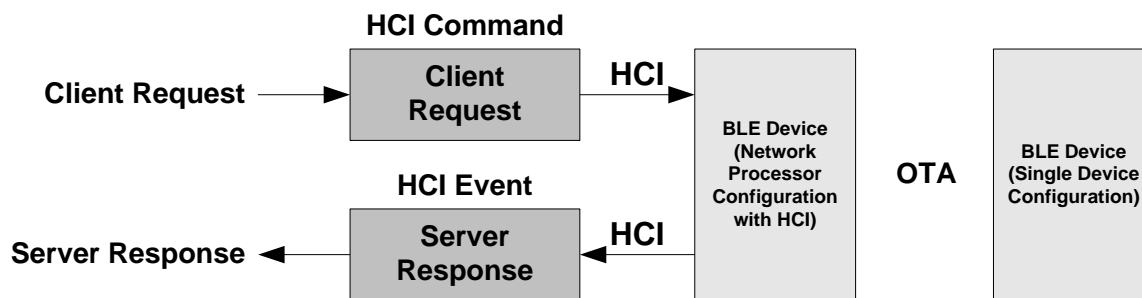 HCI Command
Client Request
Client
Request
HCI
HCI Event
Server Response
Server
Response
HCI
BLE Device
(Network
Processor
Configuration
with HCI)
OTA
BLE Device
(Single Device
Configuration)